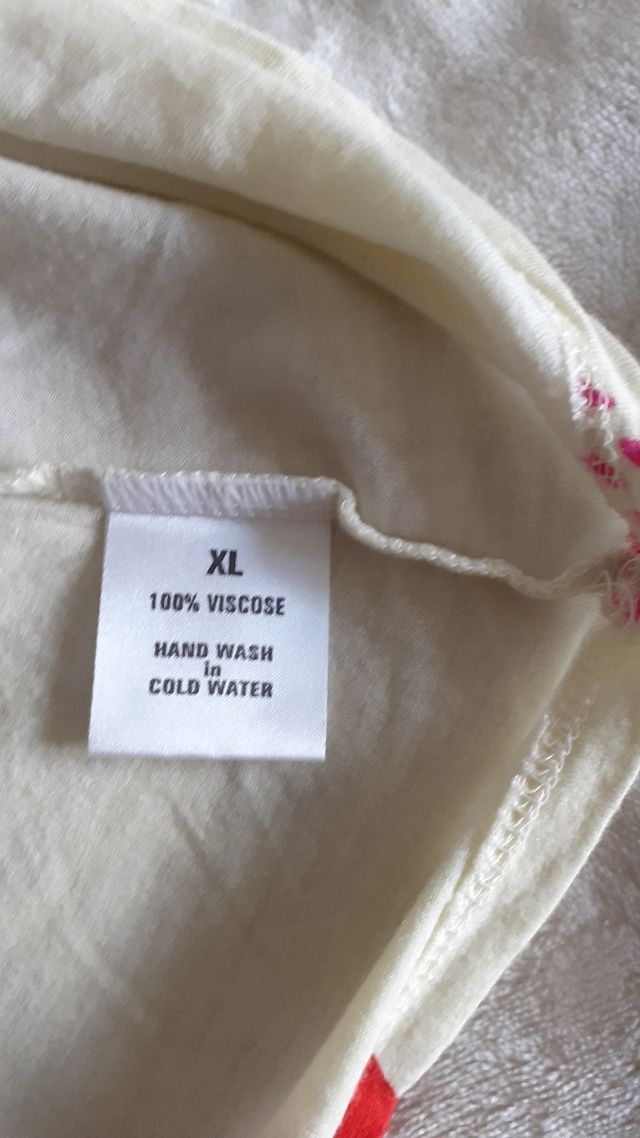 XL
100% VISCOSE
HAND WASH
in
COLD WATER